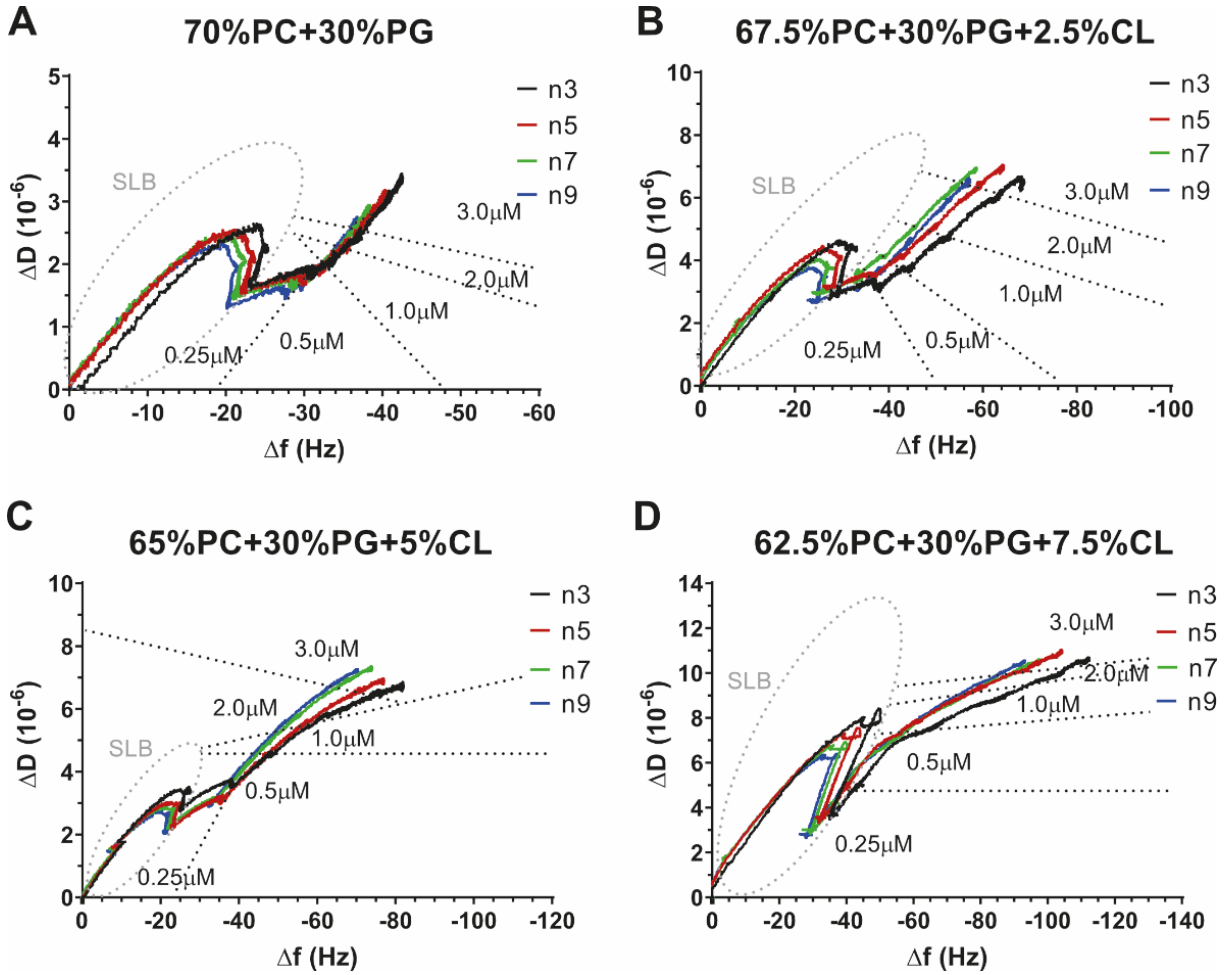 A
70%PC+30%PG
5
4
3
2
1
0
ΔD (10⁻⁶)
SLB
n3
n5
n7
n9
3.0μM
2.0μM
1.0μM
0.5μM
0.25μM
0 -10 -20 -30 -40 -50 -60
Δf (Hz)
B
67.5%PC+30%PG+2.5%CL
10
8
6
4
2
0
ΔD (10⁻⁶)
SLB
n3
n5
n7
n9
3.0μM
2.0μM
1.0μM
0.5μM
0.25μM
0 -20 -40 -60 -80 -100
Δf (Hz)
C
65%PC+30%PG+5%CL
10
8
6
4
2
0
ΔD (10⁻⁶)
SLB
n3
n5
n7
n9
3.0μM
2.0μM
1.0μM
0.5μM
0.25μM
0 -20 -40 -60 -80 -100 -120
Δf (Hz)
D
62.5%PC+30%PG+7.5%CL
14
12
10
8
6
4
2
0
ΔD (10⁻⁶)
SLB
n3
n5
n7
n9
3.0μM
2.0μM
1.0μM
0.5μM
0.25μM
0 -20 -40 -60 -80 -100 -120 -140
Δf (Hz)